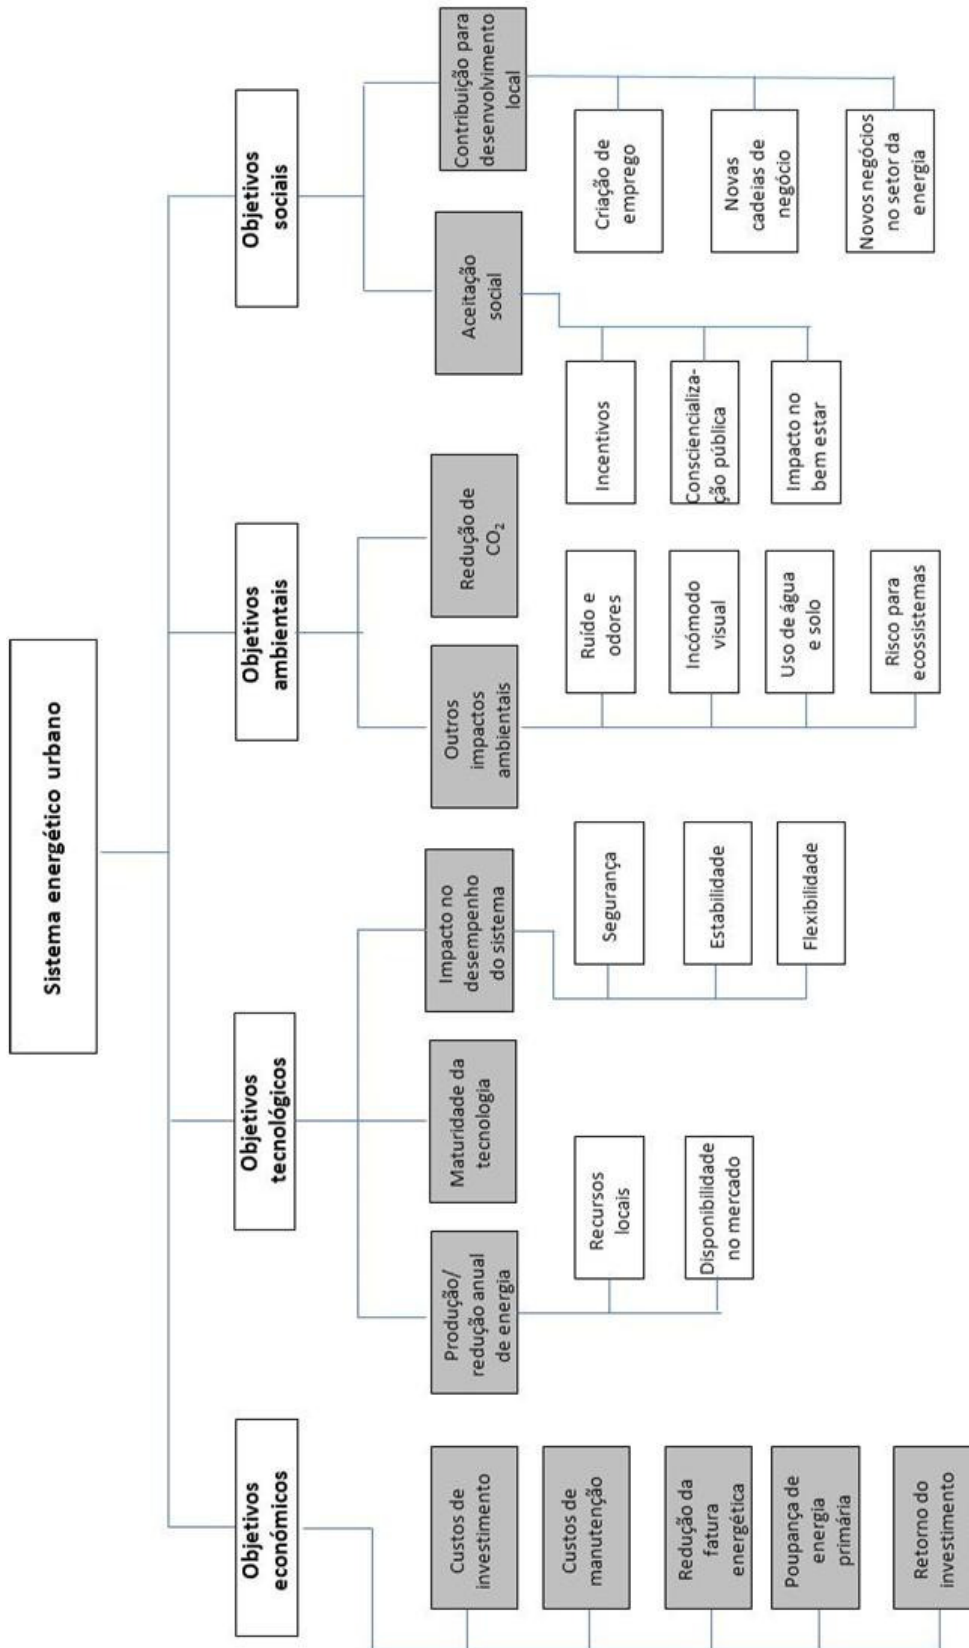 Sistema energético urbano
Objetivos
económicos
Objetivos
tecnológicos
Objetivos
ambientais
Objetivos
sociais
Custos de
investimento
Custos de
manutenção
Redução da
fatura
energética
Poupança de
energia
primária
Retorno do
investimento
Produção/
redução anual
de energia
Maturidade da
tecnologia
Impacto no
desempenho
do sistema
Recursos
locais
Disponibilidade
no mercado
Segurança
Estabilidade
Flexibilidade
Outros
impactos
ambientais
Redução de
CO₂
Ruído e
odores
Incómodo
visual
Uso de água
e solo
Risco para
ecossistemas
Aceitação
social
Contribuição para
desenvolvimento
local
Incentivos
Consciencializa-
ção pública
Impacto no
bem estar
Criação de
emprego
Novas
cadeias de
negócio
Novos negócios
no setor da
energia